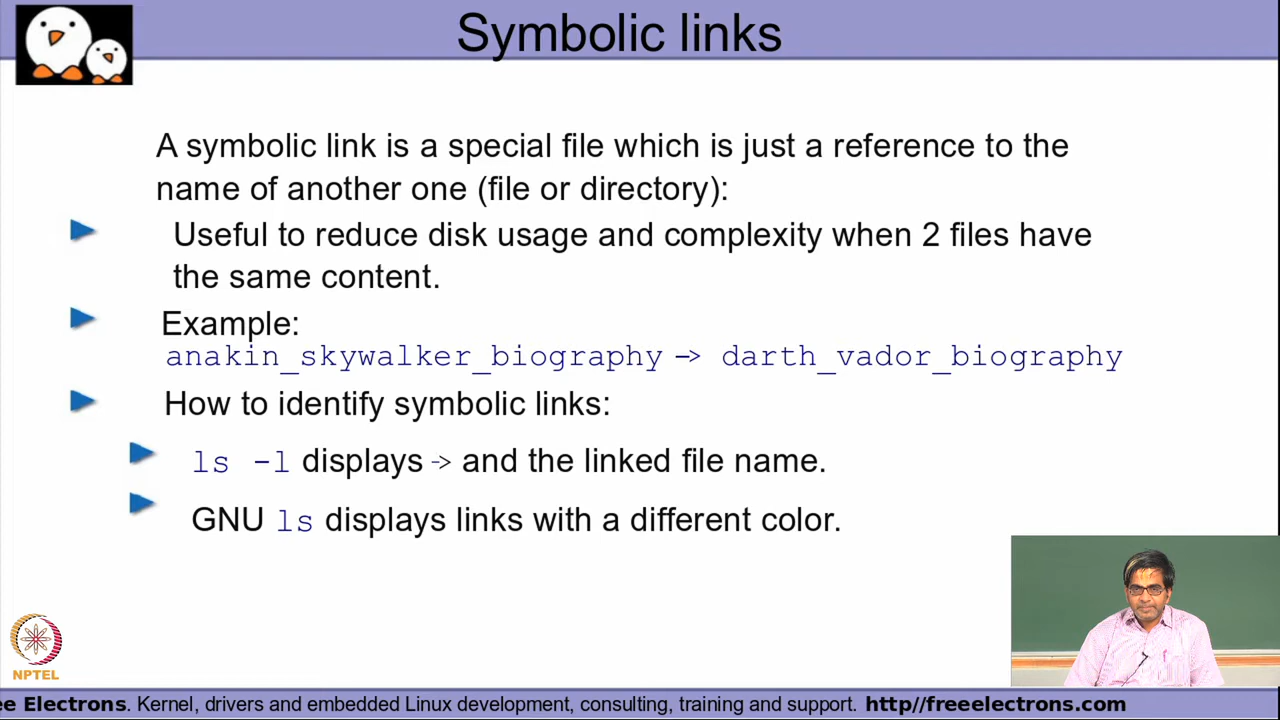 Symbolic links
A symbolic link is a special file which is just a reference to the
name of another one (file or directory):
Useful to reduce disk usage and complexity when 2 files have
the same content.
Example:
anakin_skywalker_biography -> darth_vador_biography
How to identify symbolic links:
ls -l displays -> and the linked file name.
GNU ls displays links with a different color.
NPTEL
ee Electrons. Kernel, drivers and embedded Linux development, consulting, training and support. http//freeelectrons.com